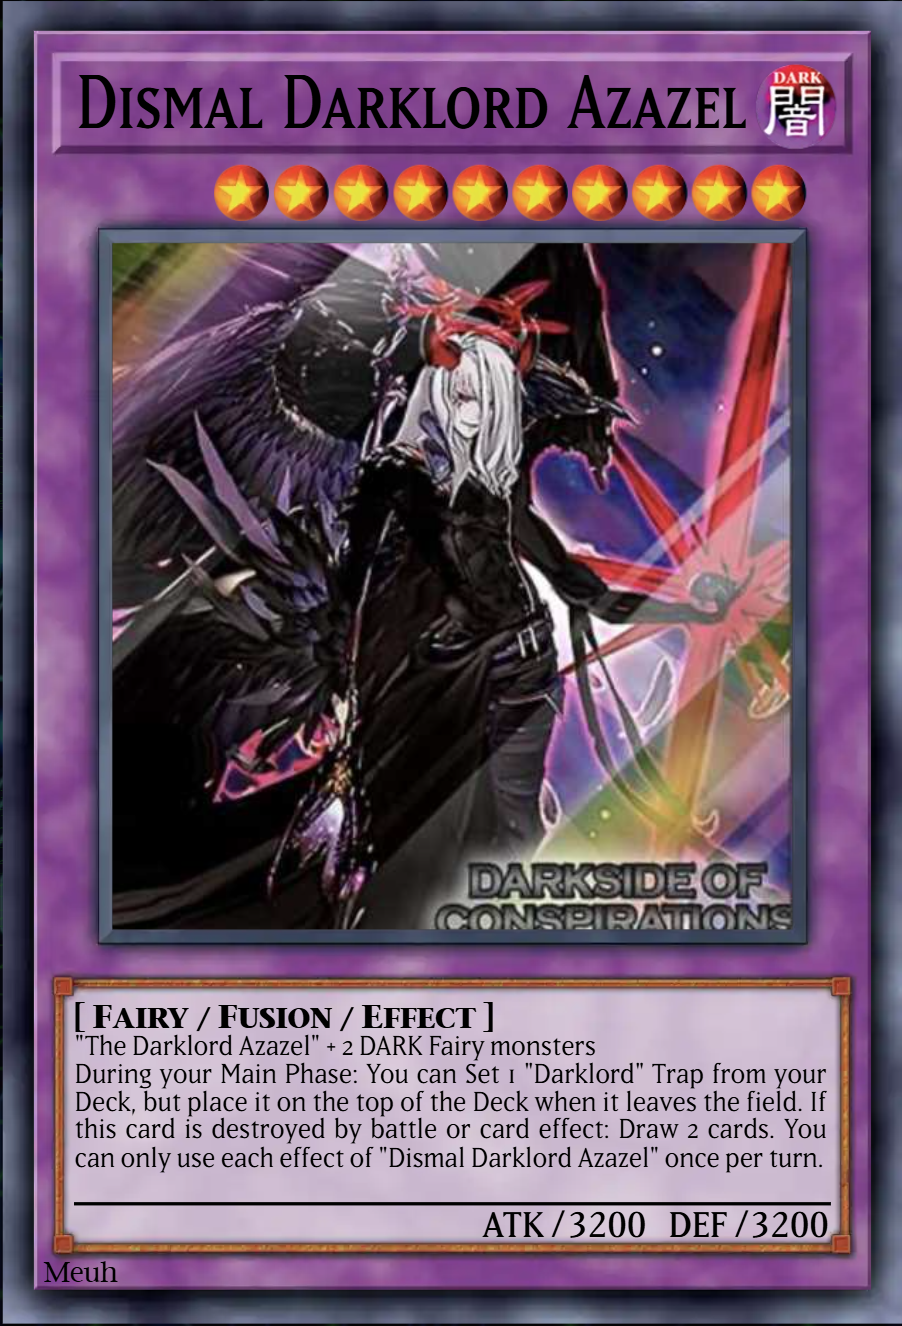 Dismal Darklord Azazel
DARK
闇
DARKSIDE OF
CONSPIRATIONS
[ Fairy / Fusion / Effect ]
"The Darklord Azazel" + 2 DARK Fairy monsters
During your Main Phase: You can Set 1 "Darklord" Trap from your
Deck, but place it on the top of the Deck when it leaves the field. If
this card is destroyed by battle or card effect: Draw 2 cards. You
can only use each effect of "Dismal Darklord Azazel" once per turn.
ATK/3200 DEF/3200
Meuh